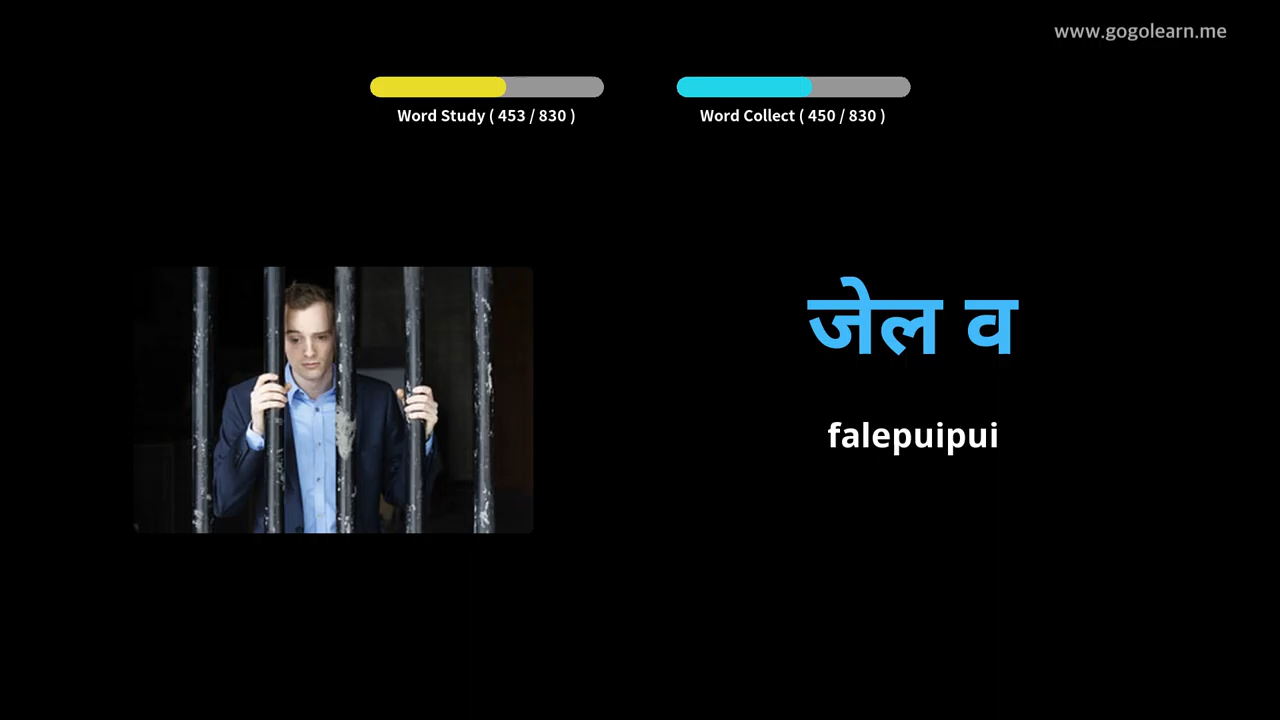 www.gogolearn.me
Word Study ( 453 / 830 )
Word Collect ( 450 / 830 )
जेल व
falepuipui